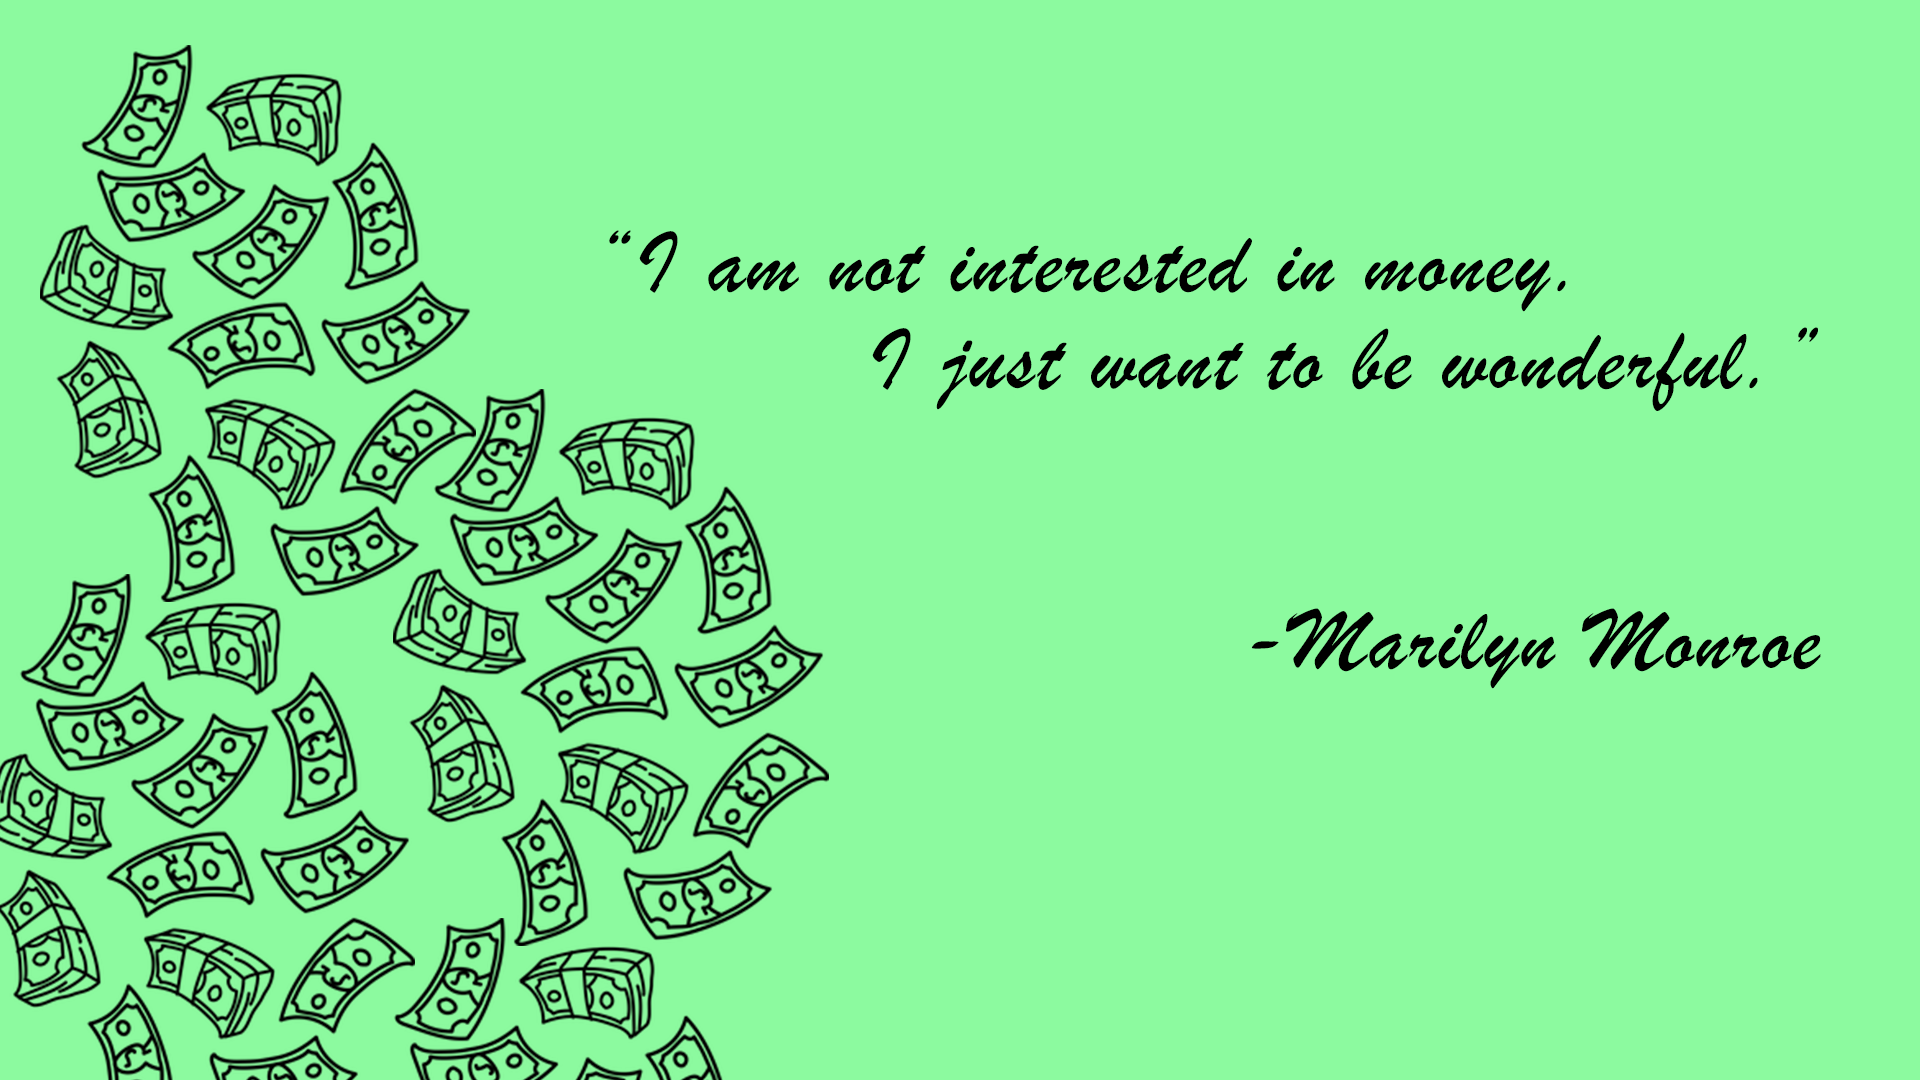 “I am not interested in money.
I just want to be wonderful.”
-Marilyn Monroe